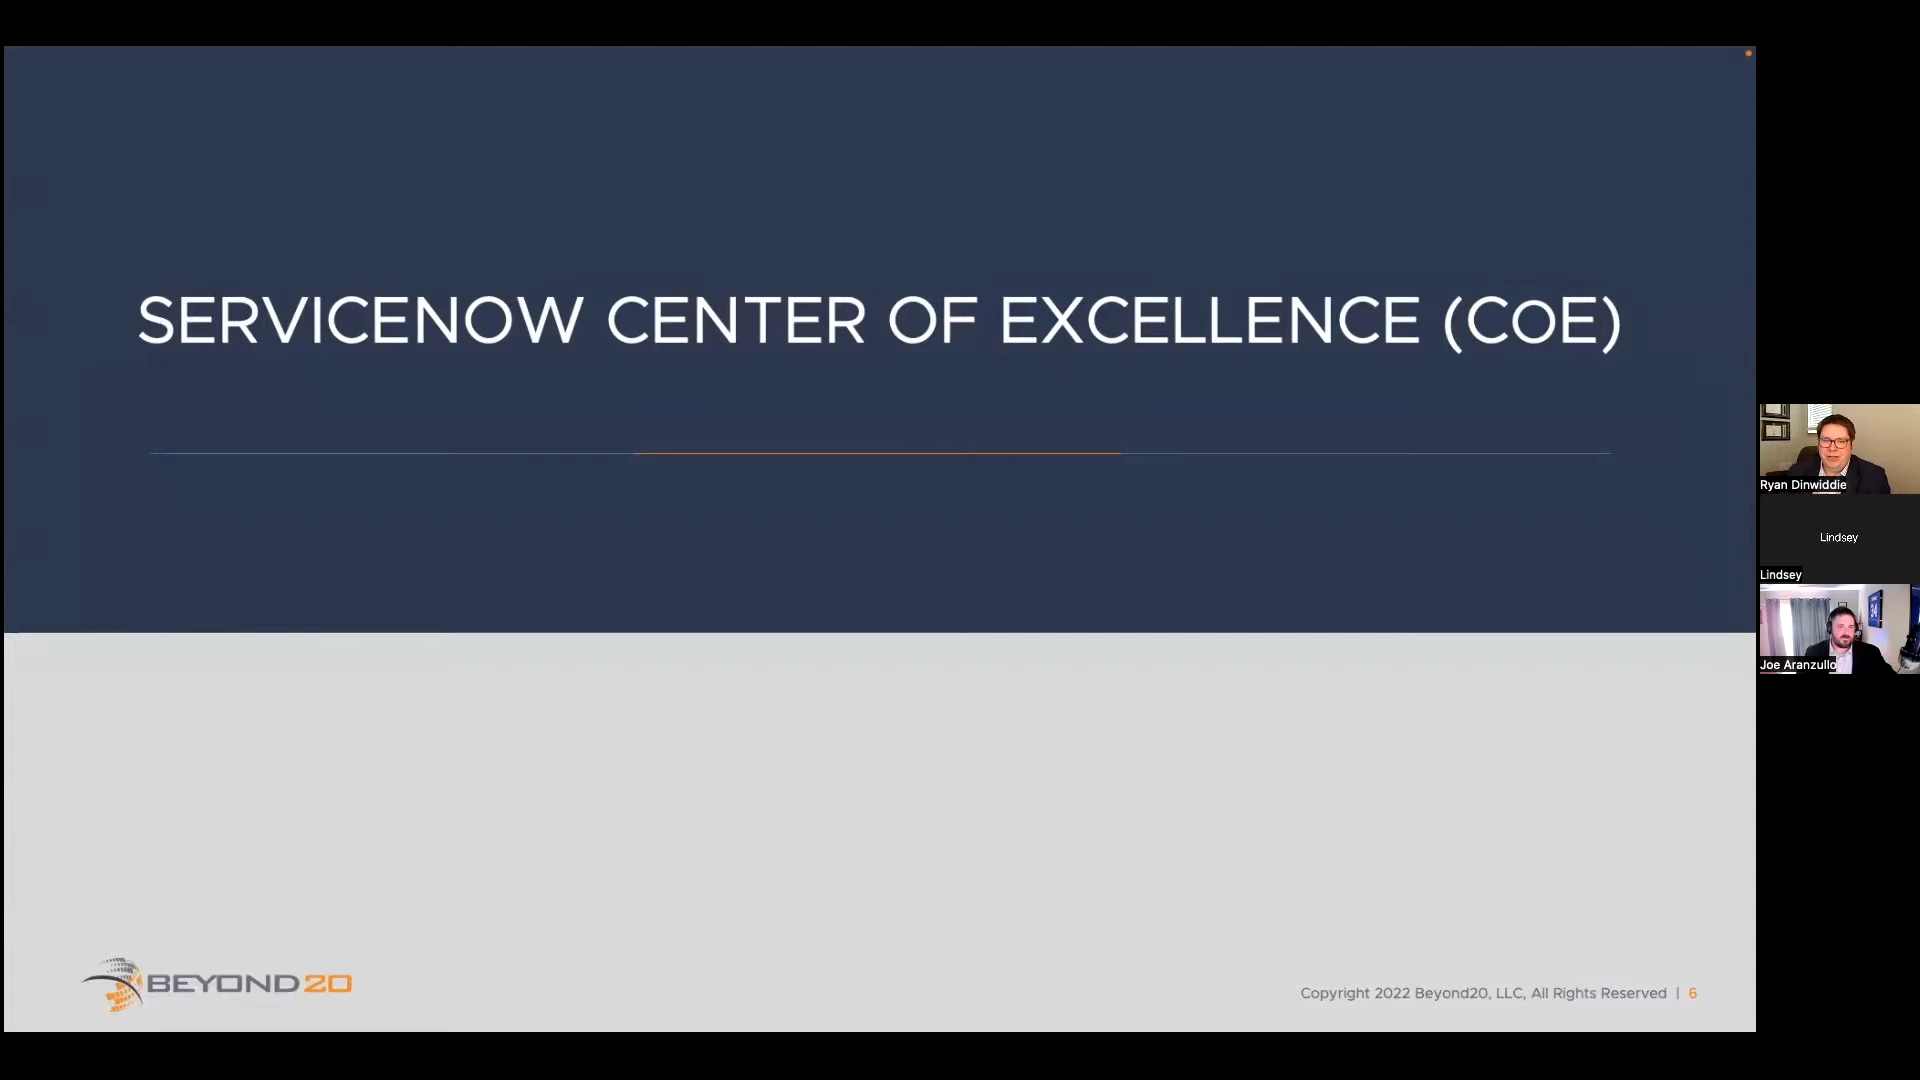 SERVICENOW CENTER OF EXCELLENCE (COE)
Ryan Dinwiddie
Lindsey
Lindsey
Joe Aranzullo
BEYOND20
Copyright 2022 Beyond20, LLC, All Rights Reserved | 6